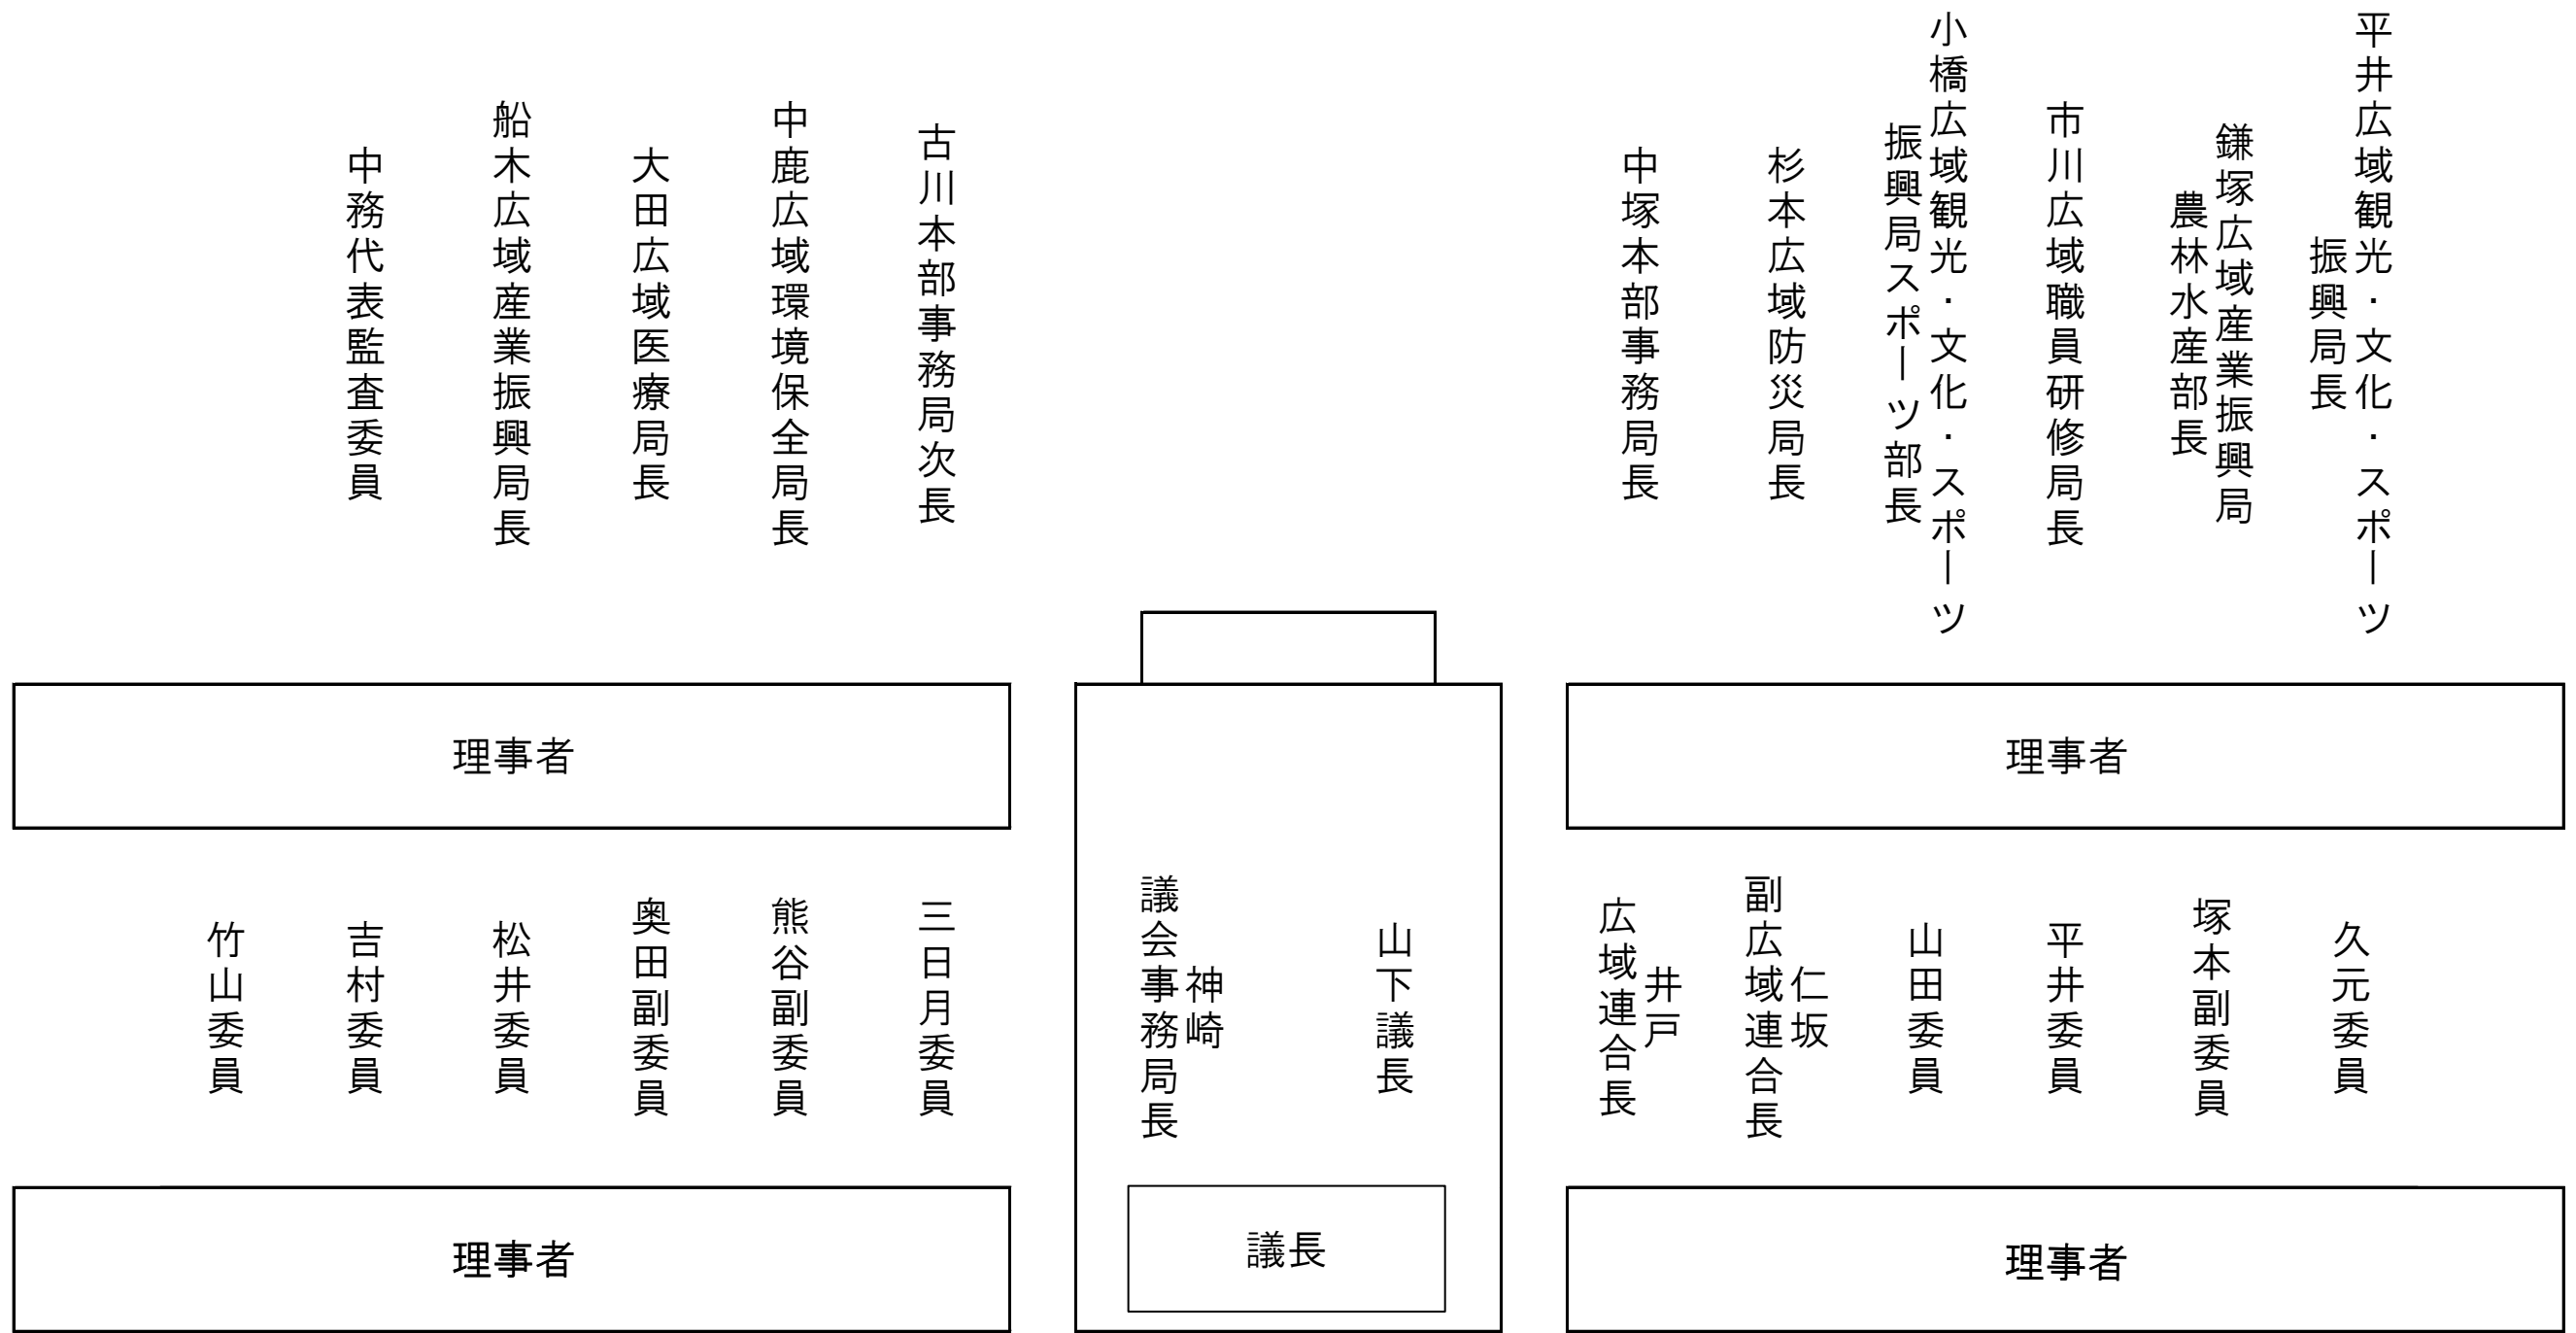 平井広域観光・文化・スポーツ
振興局長
鎌塚広域産業振興局
農林水産部長
市川広域職員研修局長
小橋広域観光・文化・スポーツ
振興局スポーツ部長
杉本広域防災局長
中塚本部事務局長
古川本部事務局次長
中鹿広域環境保全局長
大田広域医療局長
船木広域産業振興局長
中務代表監査委員
理事者
理事者
久元委員
塚本副委員
平井委員
山田委員
仁坂
副広域連合長
井戸
広域連合長
山下議長
神崎
議会事務局長
三日月委員
熊谷副委員
奥田副委員
松井委員
吉村委員
竹山委員
理事者
議長
理事者